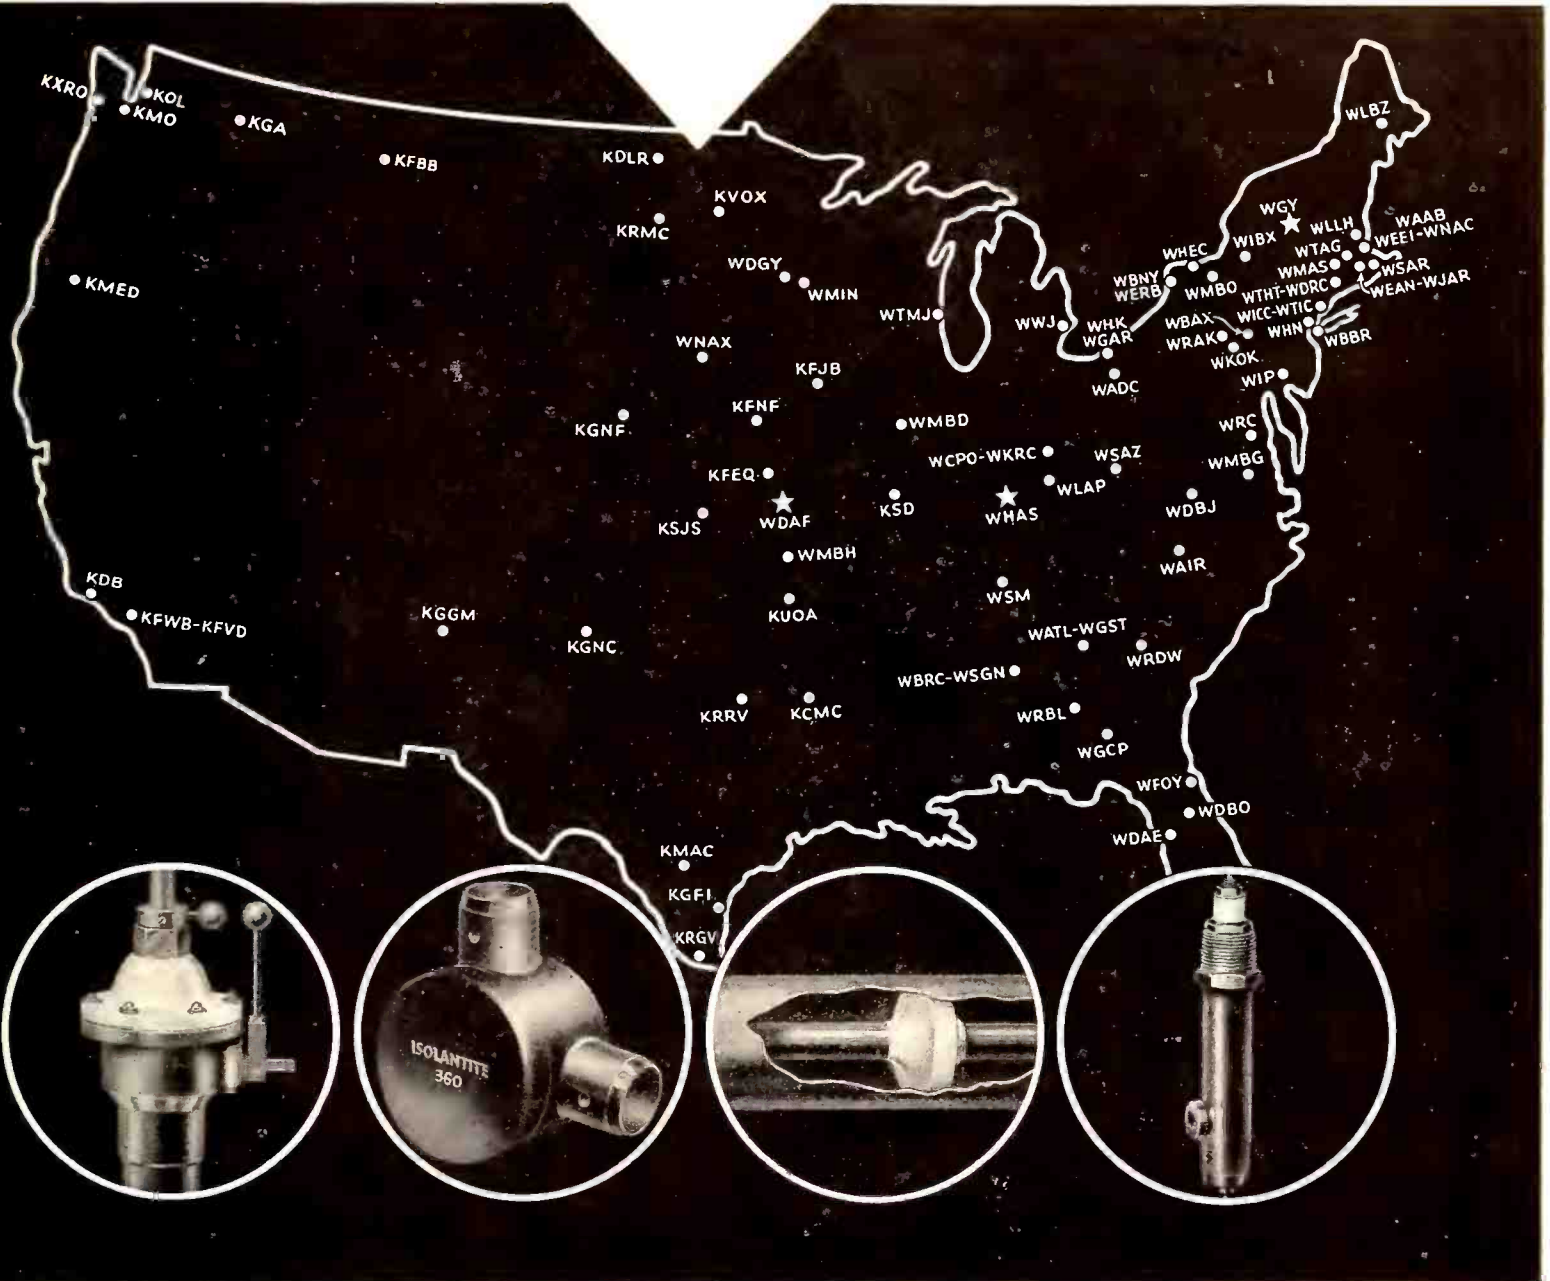 KXRO
KOL
KMO
KGA
KFBB
KDLR
KVOX
KRMC
WDGY
WMIN
KMED
WTMJ
WWJ
WHK
WGAR
WADC
WLBZ
WGY
WLLH
WAAB
WEEI-WNAC
WIBX
WTAG
WHEC
WMAS
WSAR
WEAN-WJAR
WBNY
WERB
WMBO
WTHT-WDRC
WICC-WTIC
WBAX
WHN
WBBR
WRAK
WKOK
WIP
WNAX
KFJB
KFNF
KGNF
WMBD
WRC
WCPO-WKRC
WSAZ
WMBG
KFEQ
WLAP
KSD
WHAS
WDBJ
KSJS
WDAF
WMBH
WAIR
KDB
KFWB-KFVD
WSM
KUOA
KGGM
KGNC
WATL-WGST
WRDW
WBRC-WSGN
KRRV
KCMC
WRBL
WGCP
WFOY
WDBO
WDAE
KMAC
KGFI
KRGV
ISOLANTITE
360